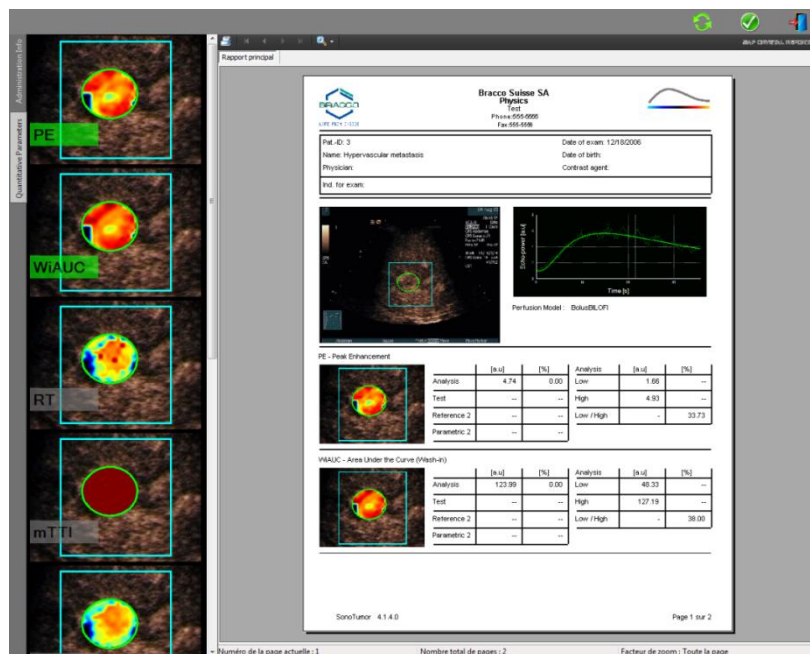 Rapport principal
Administration Info
Quantitative Parameters
PE
WiAUC
RT
mTTI
BRACCO
LIFE FROM INSIDE
Bracco Suisse SA
Physics
Test
Phone:555-5555
Fax:555-5556
Pat.-ID: 3
Date of exam: 12/18/2006
Name: Hypervascular metastasis
Date of birth:
Physician:
Contrast agent:
Ind. for exam:
Echo-power [a.u]
Time [s]
Perfusion Model : BolusBILOFI
PE - Peak Enhancement
[a.u] [%] Analysis [a.u] [%]
Analysis 4.74 0.00 Low 1.66 --
Test -- -- High 4.93 --
Reference 2 -- -- Low / High - 33.73
Parametric 2 -- --
WiAUC - Area Under the Curve (Wash-in)
[a.u] [%] Analysis [a.u] [%]
Analysis 123.99 0.00 Low 48.33 --
Test -- -- High 127.19 --
Reference 2 -- -- Low / High - 38.00
Parametric 2 -- --
SonoTumor 4.1.4.0
Page 1 sur 2
Numéro de la page actuelle : 1
Nombre total de pages : 2
Facteur de zoom : Toute la page